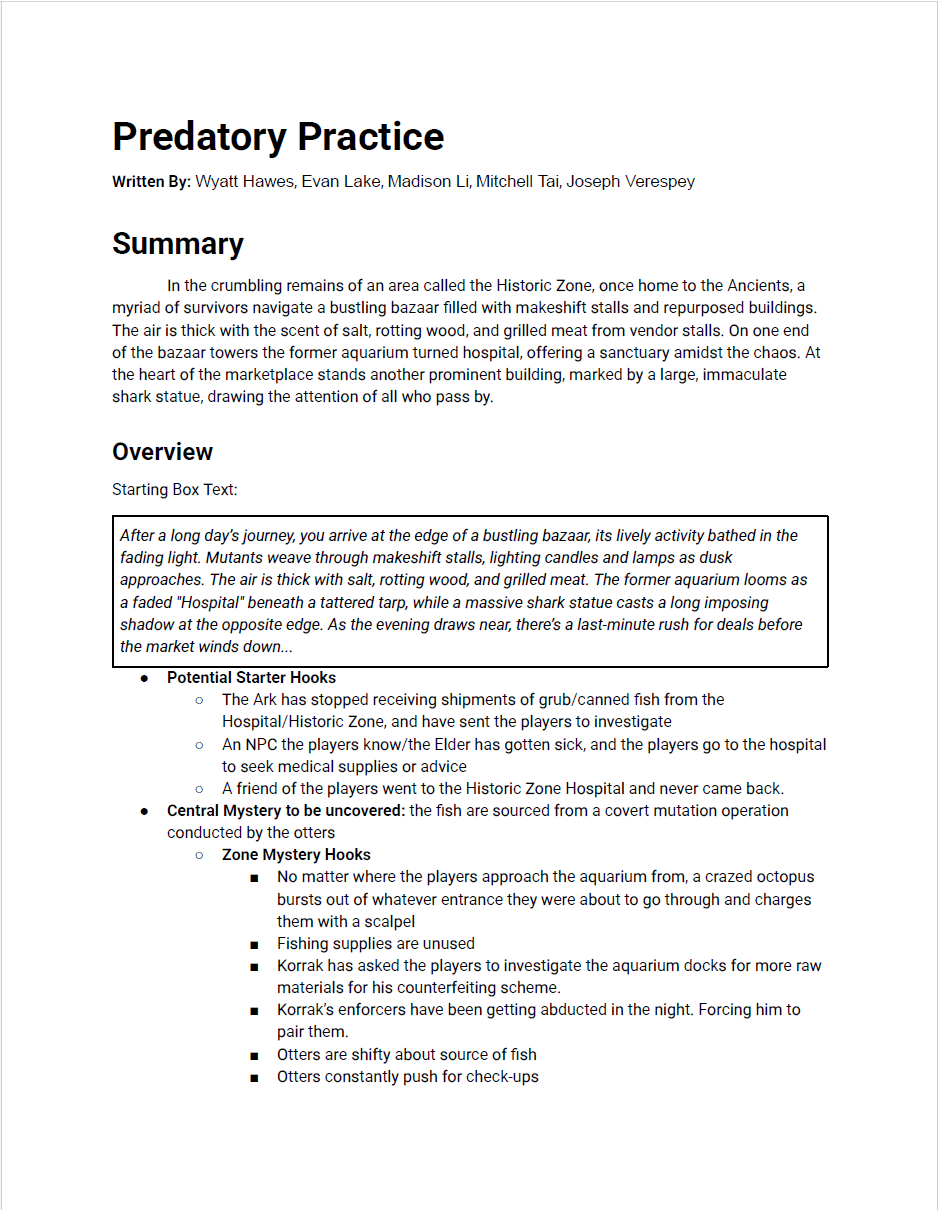 Predatory Practice
Written By: Wyatt Hawes, Evan Lake, Madison Li, Mitchell Tai, Joseph Verespey
Summary
In the crumbling remains of an area called the Historic Zone, once home to the Ancients, a
myriad of survivors navigate a bustling bazaar filled with makeshift stalls and repurposed buildings.
The air is thick with the scent of salt, rotting wood, and grilled meat from vendor stalls. On one end
of the bazaar towers the former aquarium turned hospital, offering a sanctuary amidst the chaos. At
the heart of the marketplace stands another prominent building, marked by a large, immaculate
shark statue, drawing the attention of all who pass by.
Overview
Starting Box Text:
After a long day's journey, you arrive at the edge of a bustling bazaar, its lively activity bathed in the
fading light. Mutants weave through makeshift stalls, lighting candles and lamps as dusk
approaches. The air is thick with salt, rotting wood, and grilled meat. The former aquarium looms as
a faded "Hospital" beneath a tattered tarp, while a massive shark statue casts a long imposing
shadow at the opposite edge. As the evening draws near, there's a last-minute rush for deals before
the market winds down...
● Potential Starter Hooks
○ The Ark has stopped receiving shipments of grub/canned fish from the
Hospital/Historic Zone, and have sent the players to investigate
○ An NPC the players know/the Elder has gotten sick, and the players go to the hospital
to seek medical supplies or advice
○ A friend of the players went to the Historic Zone Hospital and never came back.
● Central Mystery to be uncovered: the fish are sourced from a covert mutation operation
conducted by the otters
○ Zone Mystery Hooks
■ No matter where the players approach the aquarium from, a crazed octopus
bursts out of whatever entrance they were about to go through and charges
them with a scalpel
■ Fishing supplies are unused
■ Korrak has asked the players to investigate the aquarium docks for more raw
materials for his counterfeiting scheme.
■ Korrak's enforcers have been getting abducted in the night. Forcing him to
pair them.
■ Otters are shifty about source of fish
■ Otters constantly push for check-ups